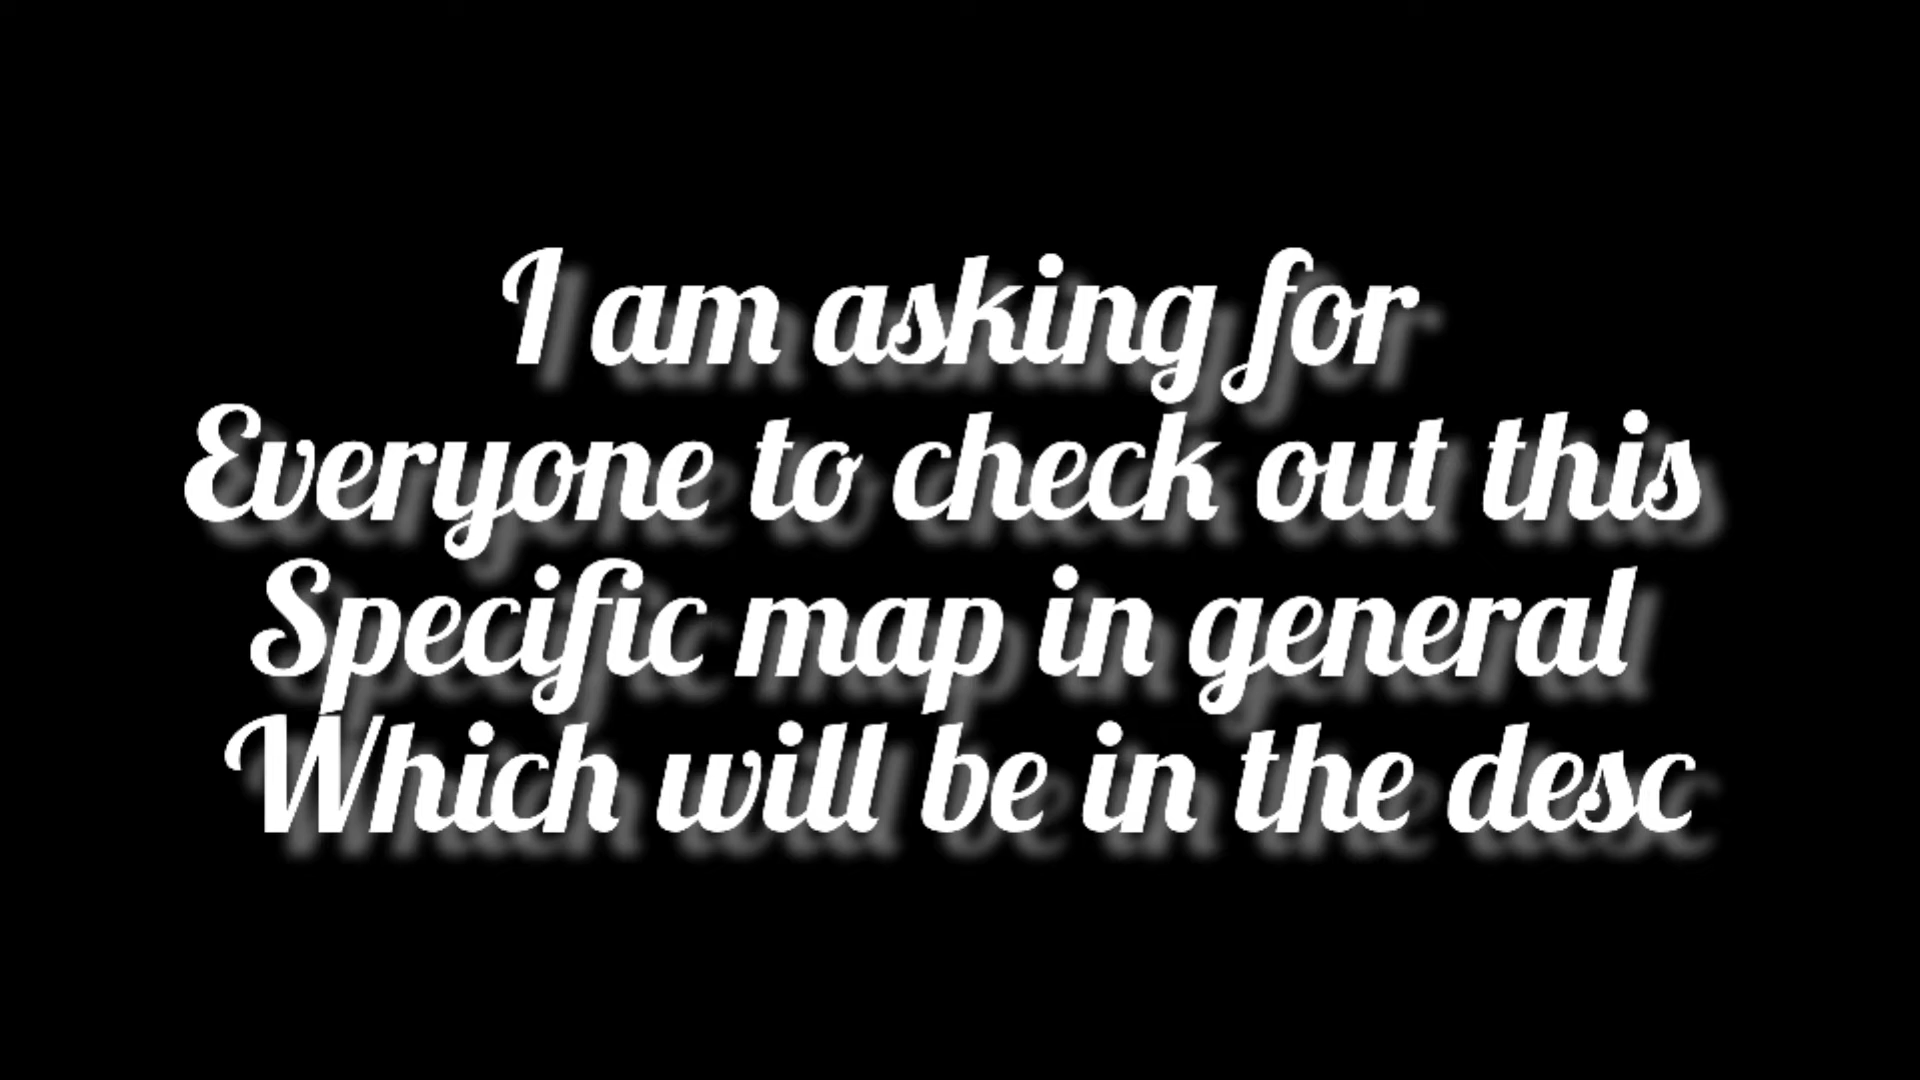 I am asking for
Everyone to check out this
Specific map in general
Which will be in the desc